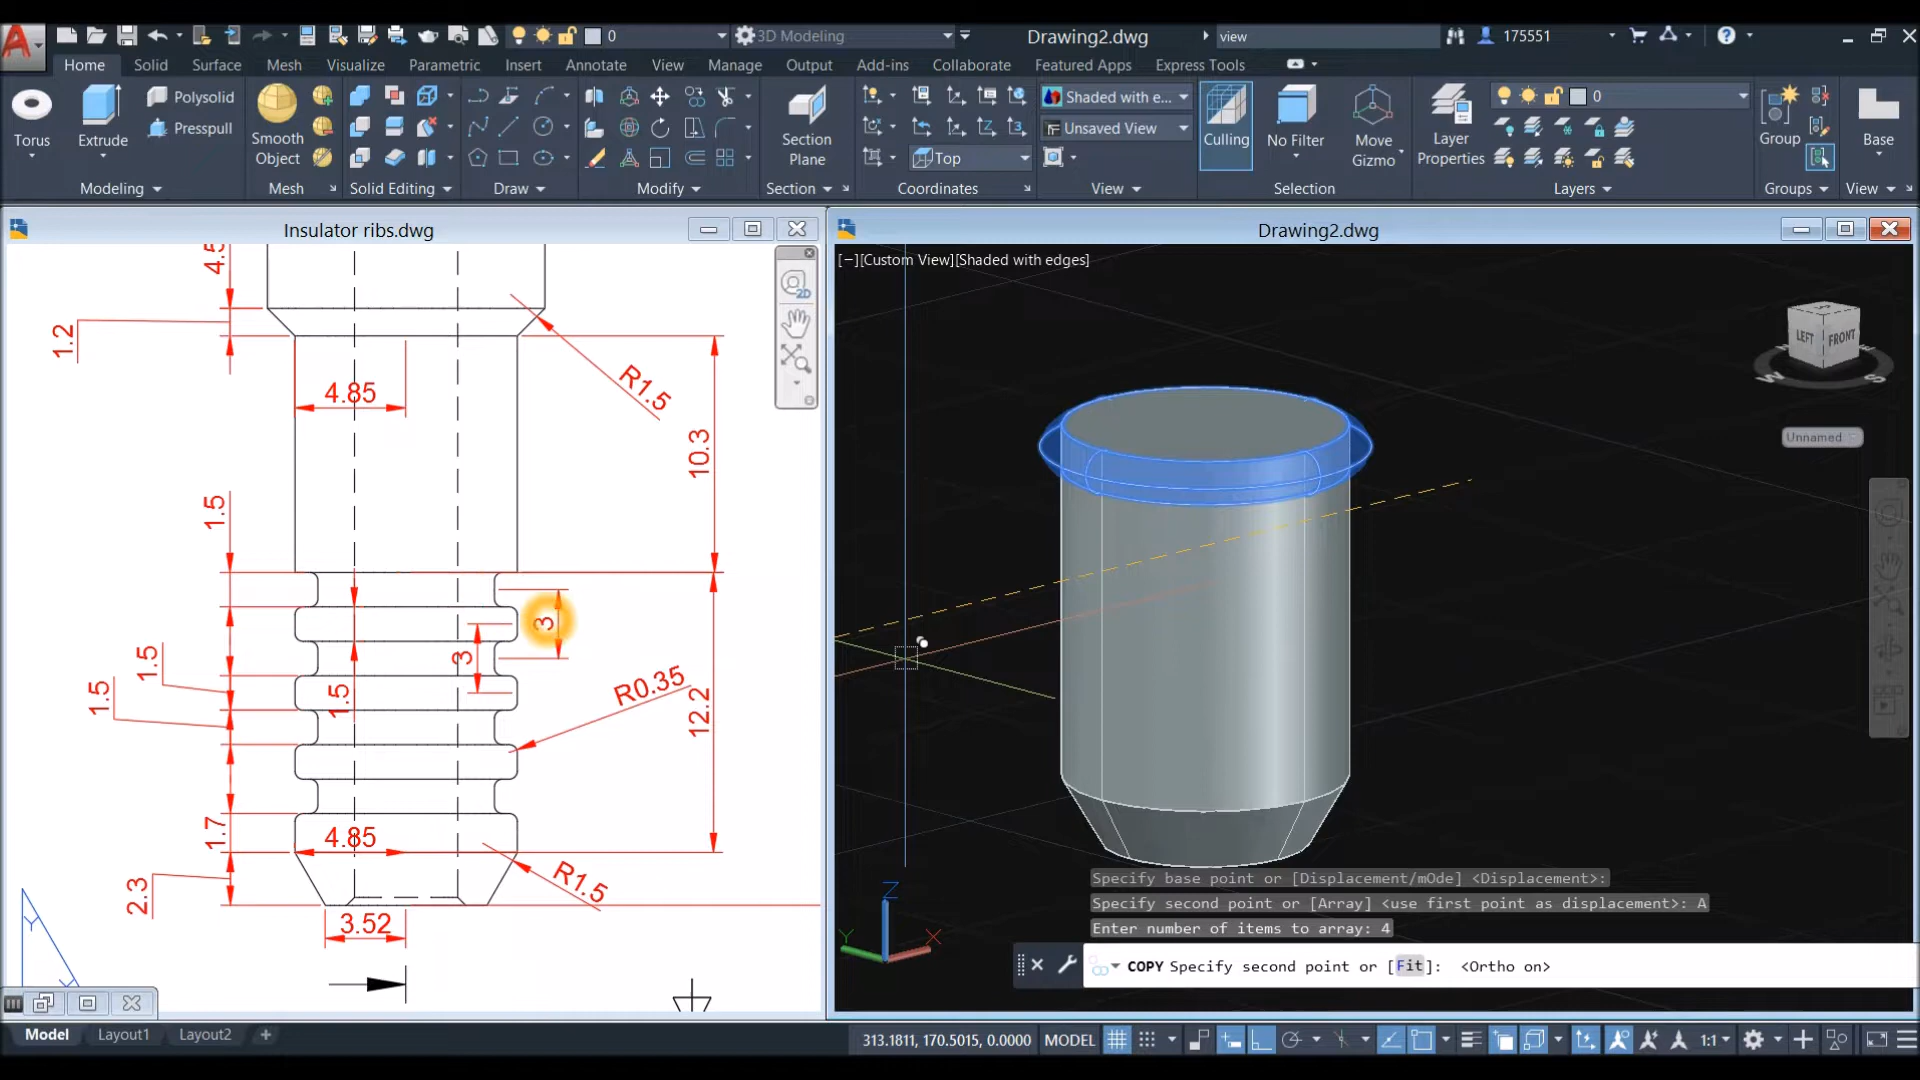 0
3D Modeling
Drawing2.dwg
view
175551
Home
Solid
Surface
Mesh
Visualize
Parametric
Insert
Annotate
View
Manage
Output
Add-ins
Collaborate
Featured Apps
Express Tools
Torus
Extrude
Polysolid
Presspull
Smooth
Object
Section
Plane
Shaded with e...
Unsaved View
Top
Culling
No Filter
Move
Gizmo
Layer
Properties
0
Group
Base
Modeling
Mesh
Solid Editing
Draw
Modify
Section
Coordinates
View
Selection
Layers
Groups
View
Insulator ribs.dwg
Drawing2.dwg
[−][Custom View][Shaded with edges]
2D
4.5
1.2
4.85
R1.5
10.3
1.5
3
3
1.5
1.5
1.5
R0.35
12.2
1.7
4.85
R1.5
2.3
3.52
Y
LEFT
FRONT
S
W
S
Unnamed
Z
Y
X
Specify base point or [Displacement/mOde] <Displacement>:
Specify second point or [Array] <use first point as displacement>: A
Enter number of items to array: 4
COPY Specify second point or [Fit]: <Ortho on>
Model
Layout1
Layout2
+
313.1811, 170.5015, 0.0000
MODEL
1:1